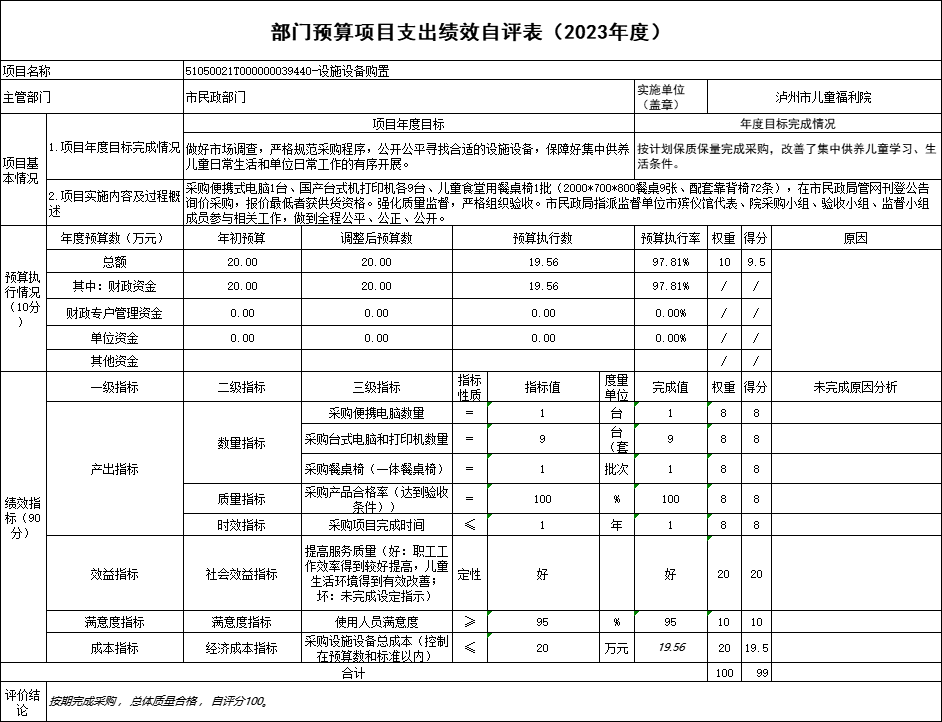 部门预算项目支出绩效自评表（2023年度）
项目名称 51050021T000000039440-设施设备购置
主管部门 市民政部门 实施单位（盖章） 泸州市儿童福利院
项目基本情况
1.项目年度目标完成情况
项目年度目标 年度目标完成情况
做好市场调查，严格规范采购程序，公开公平寻找合适的设施设备，保障好集中供养
儿童日常生活和单位日常工作的有序开展。
按计划保质保量完成采购，改善了集中供养儿童学习、生
活条件。
2.项目实施内容及过程概述
采购便携式电脑1台、国产台式机打印机各9台、儿童食堂用餐桌椅1批（2000*700*800餐桌9张、配套靠背椅72条），在市民政局官网刊登公告
询价采购，报价最低者获供货资格。强化质量监督，严格组织验收。市民政局指派监督单位市殡仪馆代表、院采购小组、验收小组、监督小组
成员参与相关工作，做到全程公平、公正、公开。
预算执行情况（10分）
年度预算数（万元） 年初预算 调整后预算数 预算执行数 预算执行率 权重 得分 原因
总额 20.00 20.00 19.56 97.81% 10 9.5
其中：财政资金 20.00 20.00 19.56 97.81% / /
财政专户管理资金 0.00 0.00 0.00 0.00% / /
单位资金 0.00 0.00 0.00 0.00% / /
其他资金 / /
绩效指标（90分）
一级指标 二级指标 三级指标 指标性质 指标值 度量单位 完成值 权重 得分 未完成原因分析
产出指标 数量指标 采购便携电脑数量 ＝ 1 台 1 8 8
采购台式电脑和打印机数量 ＝ 9 台（套 9 8 8
采购餐桌椅（一体餐桌椅） ＝ 1 批次 1 8 8
质量指标 采购产品合格率（达到验收条件）） ＝ 100 % 100 8 8
时效指标 采购项目完成时间 ≤ 1 年 1 8 8
效益指标 社会效益指标 提高服务质量（好：职工工作效率得到较好提高，儿童生活环境得到有效改善；坏：未完成设定指示） 定性 好 好 20 20
满意度指标 满意度指标 使用人员满意度 ≥ 95 % 95 10 10
成本指标 经济成本指标 采购设施设备总成本（控制在预算数和标准以内） ≤ 20 万元 19.56 20 19.5
合计 100 99
评价结论 按期完成采购，总体质量合格，自评分100。